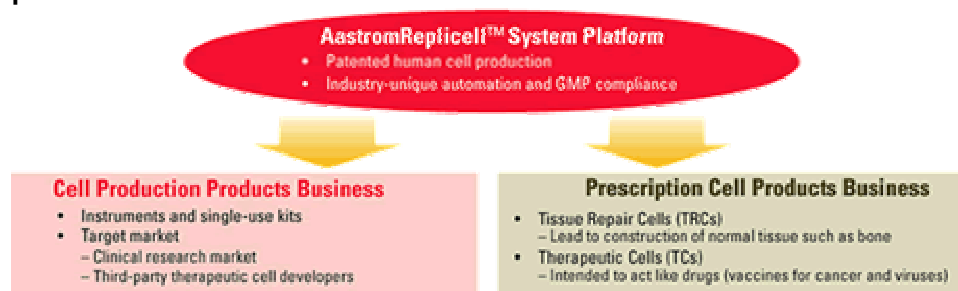 AastromReplicell™ System Platform
• Patented human cell production
• Industry-unique automation and GMP compliance
Cell Production Products Business
• Instruments and single-use kits
• Target market
– Clinical research market
– Third-party therapeutic cell developers
Prescription Cell Products Business
• Tissue Repair Cells (TRCs)
– Lead to construction of normal tissue such as bone
• Therapeutic Cells (TCs)
– Intended to act like drugs (vaccines for cancer and viruses)